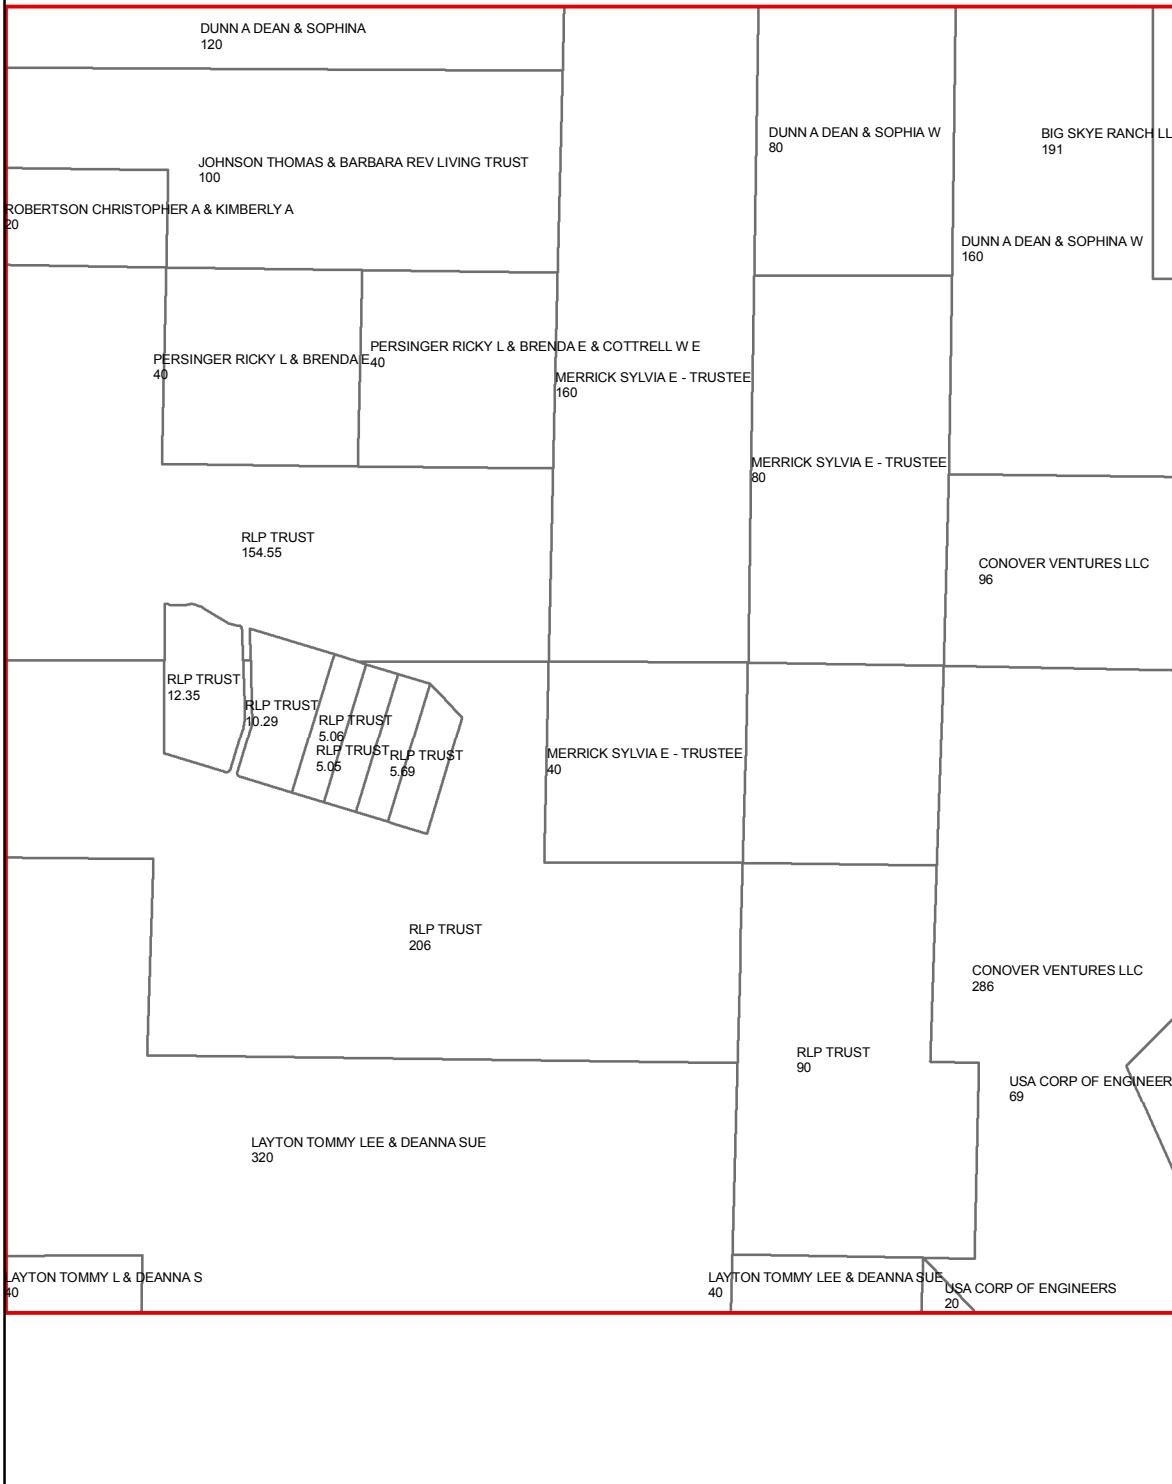 DUNN A DEAN & SOPHINA
120
DUNN A DEAN & SOPHIA W
80
BIG SKYE RANCH LL
191
JOHNSON THOMAS & BARBARA REV LIVING TRUST
100
ROBERTSON CHRISTOPHER A & KIMBERLY A
20
DUNN A DEAN & SOPHINA W
160
PERSINGER RICKY L & BRENDA E
40
PERSINGER RICKY L & BRENDA E & COTTRELL W E
40
MERRICK SYLVIA E - TRUSTEE
160
MERRICK SYLVIA E - TRUSTEE
80
RLP TRUST
154.55
CONOVER VENTURES LLC
96
RLP TRUST
12.35
RLP TRUST
10.29
RLP TRUST
5.06
RLP TRUST
5.05
RLP TRUST
5.69
MERRICK SYLVIA E - TRUSTEE
40
RLP TRUST
206
CONOVER VENTURES LLC
286
RLP TRUST
90
USA CORP OF ENGINEER
69
LAYTON TOMMY LEE & DEANNA SUE
320
LAYTON TOMMY L & DEANNA S
40
LAYTON TOMMY LEE & DEANNA SUE
40
USA CORP OF ENGINEERS
20